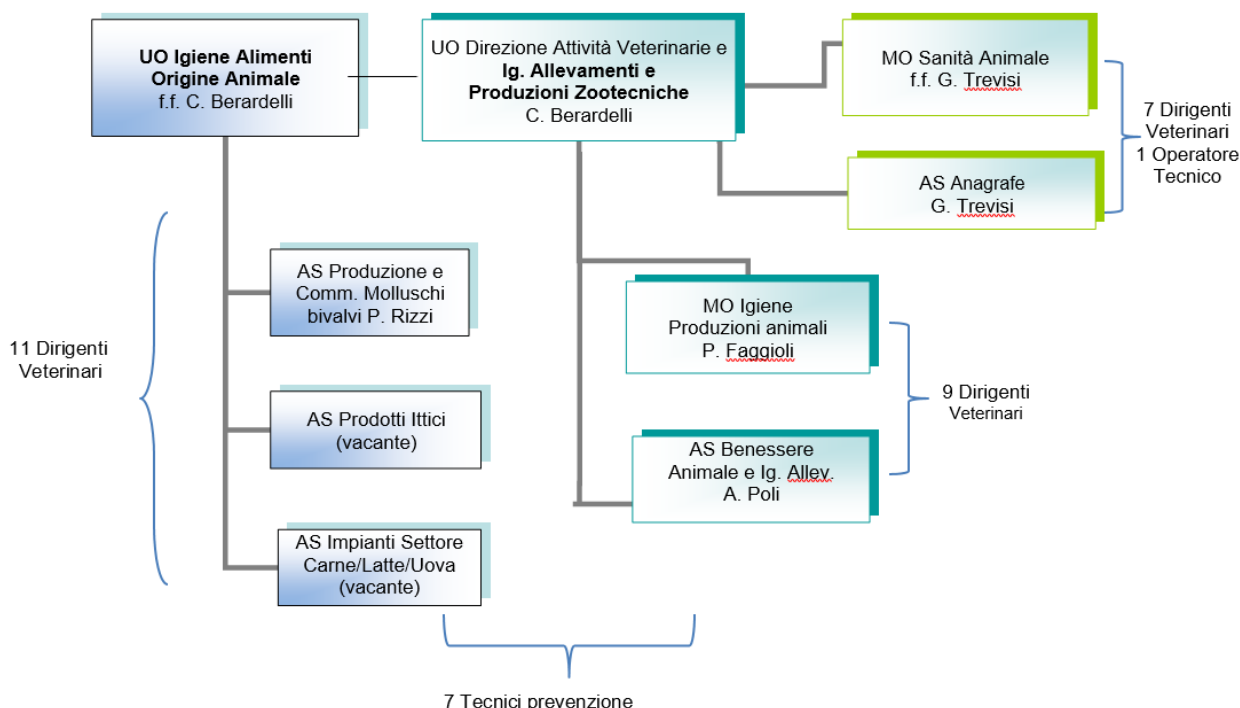 UO Igiene Alimenti
Origine Animale
f.f. C. Berardelli
UO Direzione Attività Veterinarie e
Ig. Allevamenti e
Produzioni Zootecniche
C. Berardelli
MO Sanità Animale
f.f. G. Trevisi
7 Dirigenti
Veterinari
1 Operatore
Tecnico
AS Anagrafe
G. Trevisi
AS Produzione e
Comm. Molluschi
bivalvi P. Rizzi
MO Igiene
Produzioni animali
P. Faggioli
11 Dirigenti
Veterinari
9 Dirigenti
Veterinari
AS Prodotti Ittici
(vacante)
AS Benessere
Animale e Ig. Allev.
A. Poli
AS Impianti Settore
Carne/Latte/Uova
(vacante)
7 Tecnici prevenzione